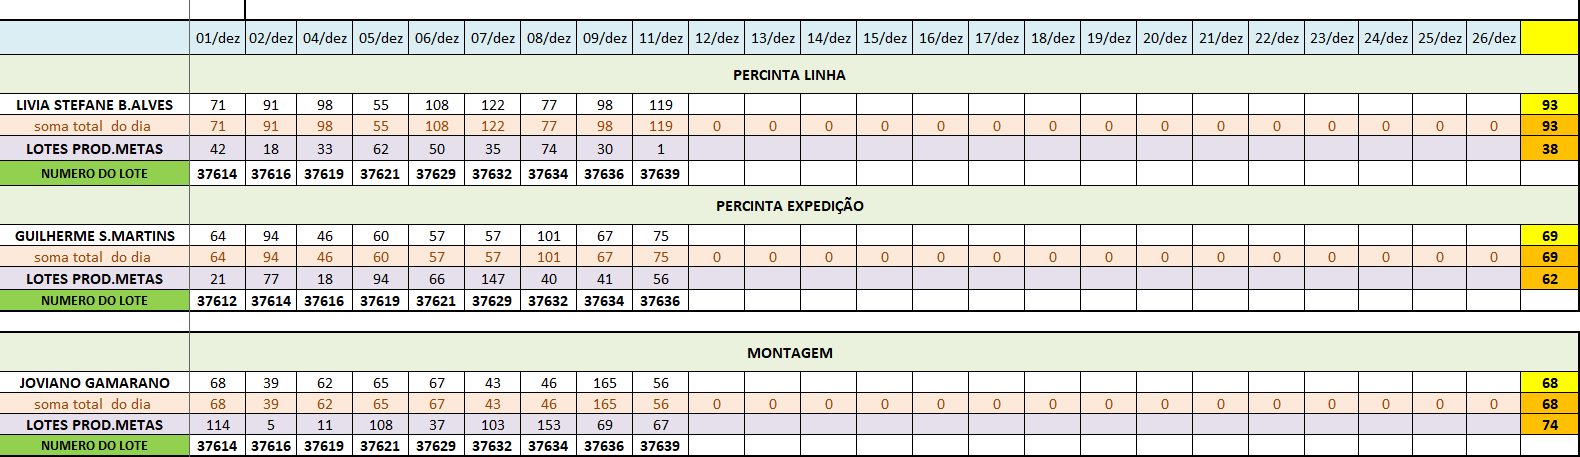 01/dez 02/dez 04/dez 05/dez 06/dez 07/dez 08/dez 09/dez 11/dez 12/dez 13/dez 14/dez 15/dez 16/dez 17/dez 18/dez 19/dez 20/dez 21/dez 22/dez 23/dez 24/dez 25/dez 26/dez
PERCINTA LINHA
LIVIA STEFANE B.ALVES 71 91 98 55 108 122 77 98 119 93
soma total do dia 71 91 98 55 108 122 77 98 119 0 0 0 0 0 0 0 0 0 0 0 0 0 0 0 93
LOTES PROD.METAS 42 18 33 62 50 35 74 30 1 38
NUMERO DO LOTE 37614 37616 37619 37621 37629 37632 37634 37636 37639
PERCINTA EXPEDIÇÃO
GUILHERME S.MARTINS 64 94 46 60 57 57 101 67 75 69
soma total do dia 64 94 46 60 57 57 101 67 75 0 0 0 0 0 0 0 0 0 0 0 0 0 0 0 69
LOTES PROD.METAS 21 77 18 94 66 147 40 41 56 62
NUMERO DO LOTE 37612 37614 37616 37619 37621 37629 37632 37634 37636
MONTAGEM
JOVIANO GAMARANO 68 39 62 65 67 43 46 165 56 68
soma total do dia 68 39 62 65 67 43 46 165 56 0 0 0 0 0 0 0 0 0 0 0 0 0 0 0 68
LOTES PROD.METAS 114 5 11 108 37 103 153 69 67 74
NUMERO DO LOTE 37614 37616 37619 37621 37629 37632 37634 37636 37639